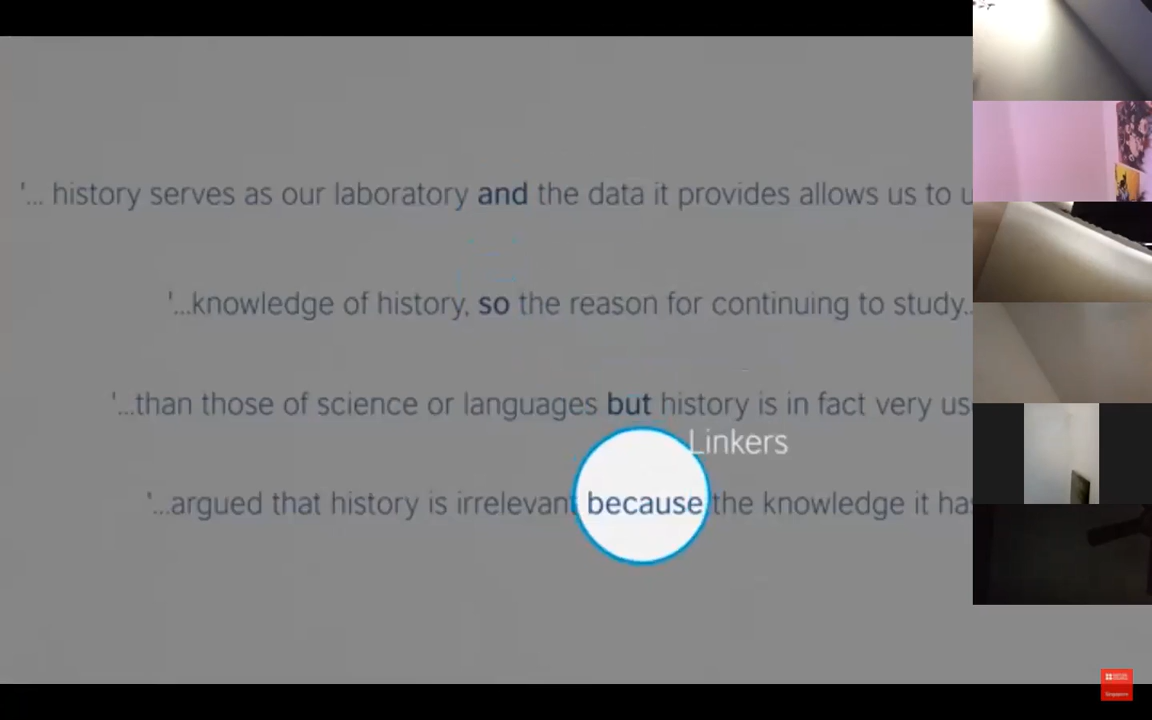 '... history serves as our laboratory and the data it provides allows us to u
'...knowledge of history, so the reason for continuing to study..
'...than those of science or languages but history is in fact very us
Linkers
'...argued that history is irrelevant because the knowledge it has